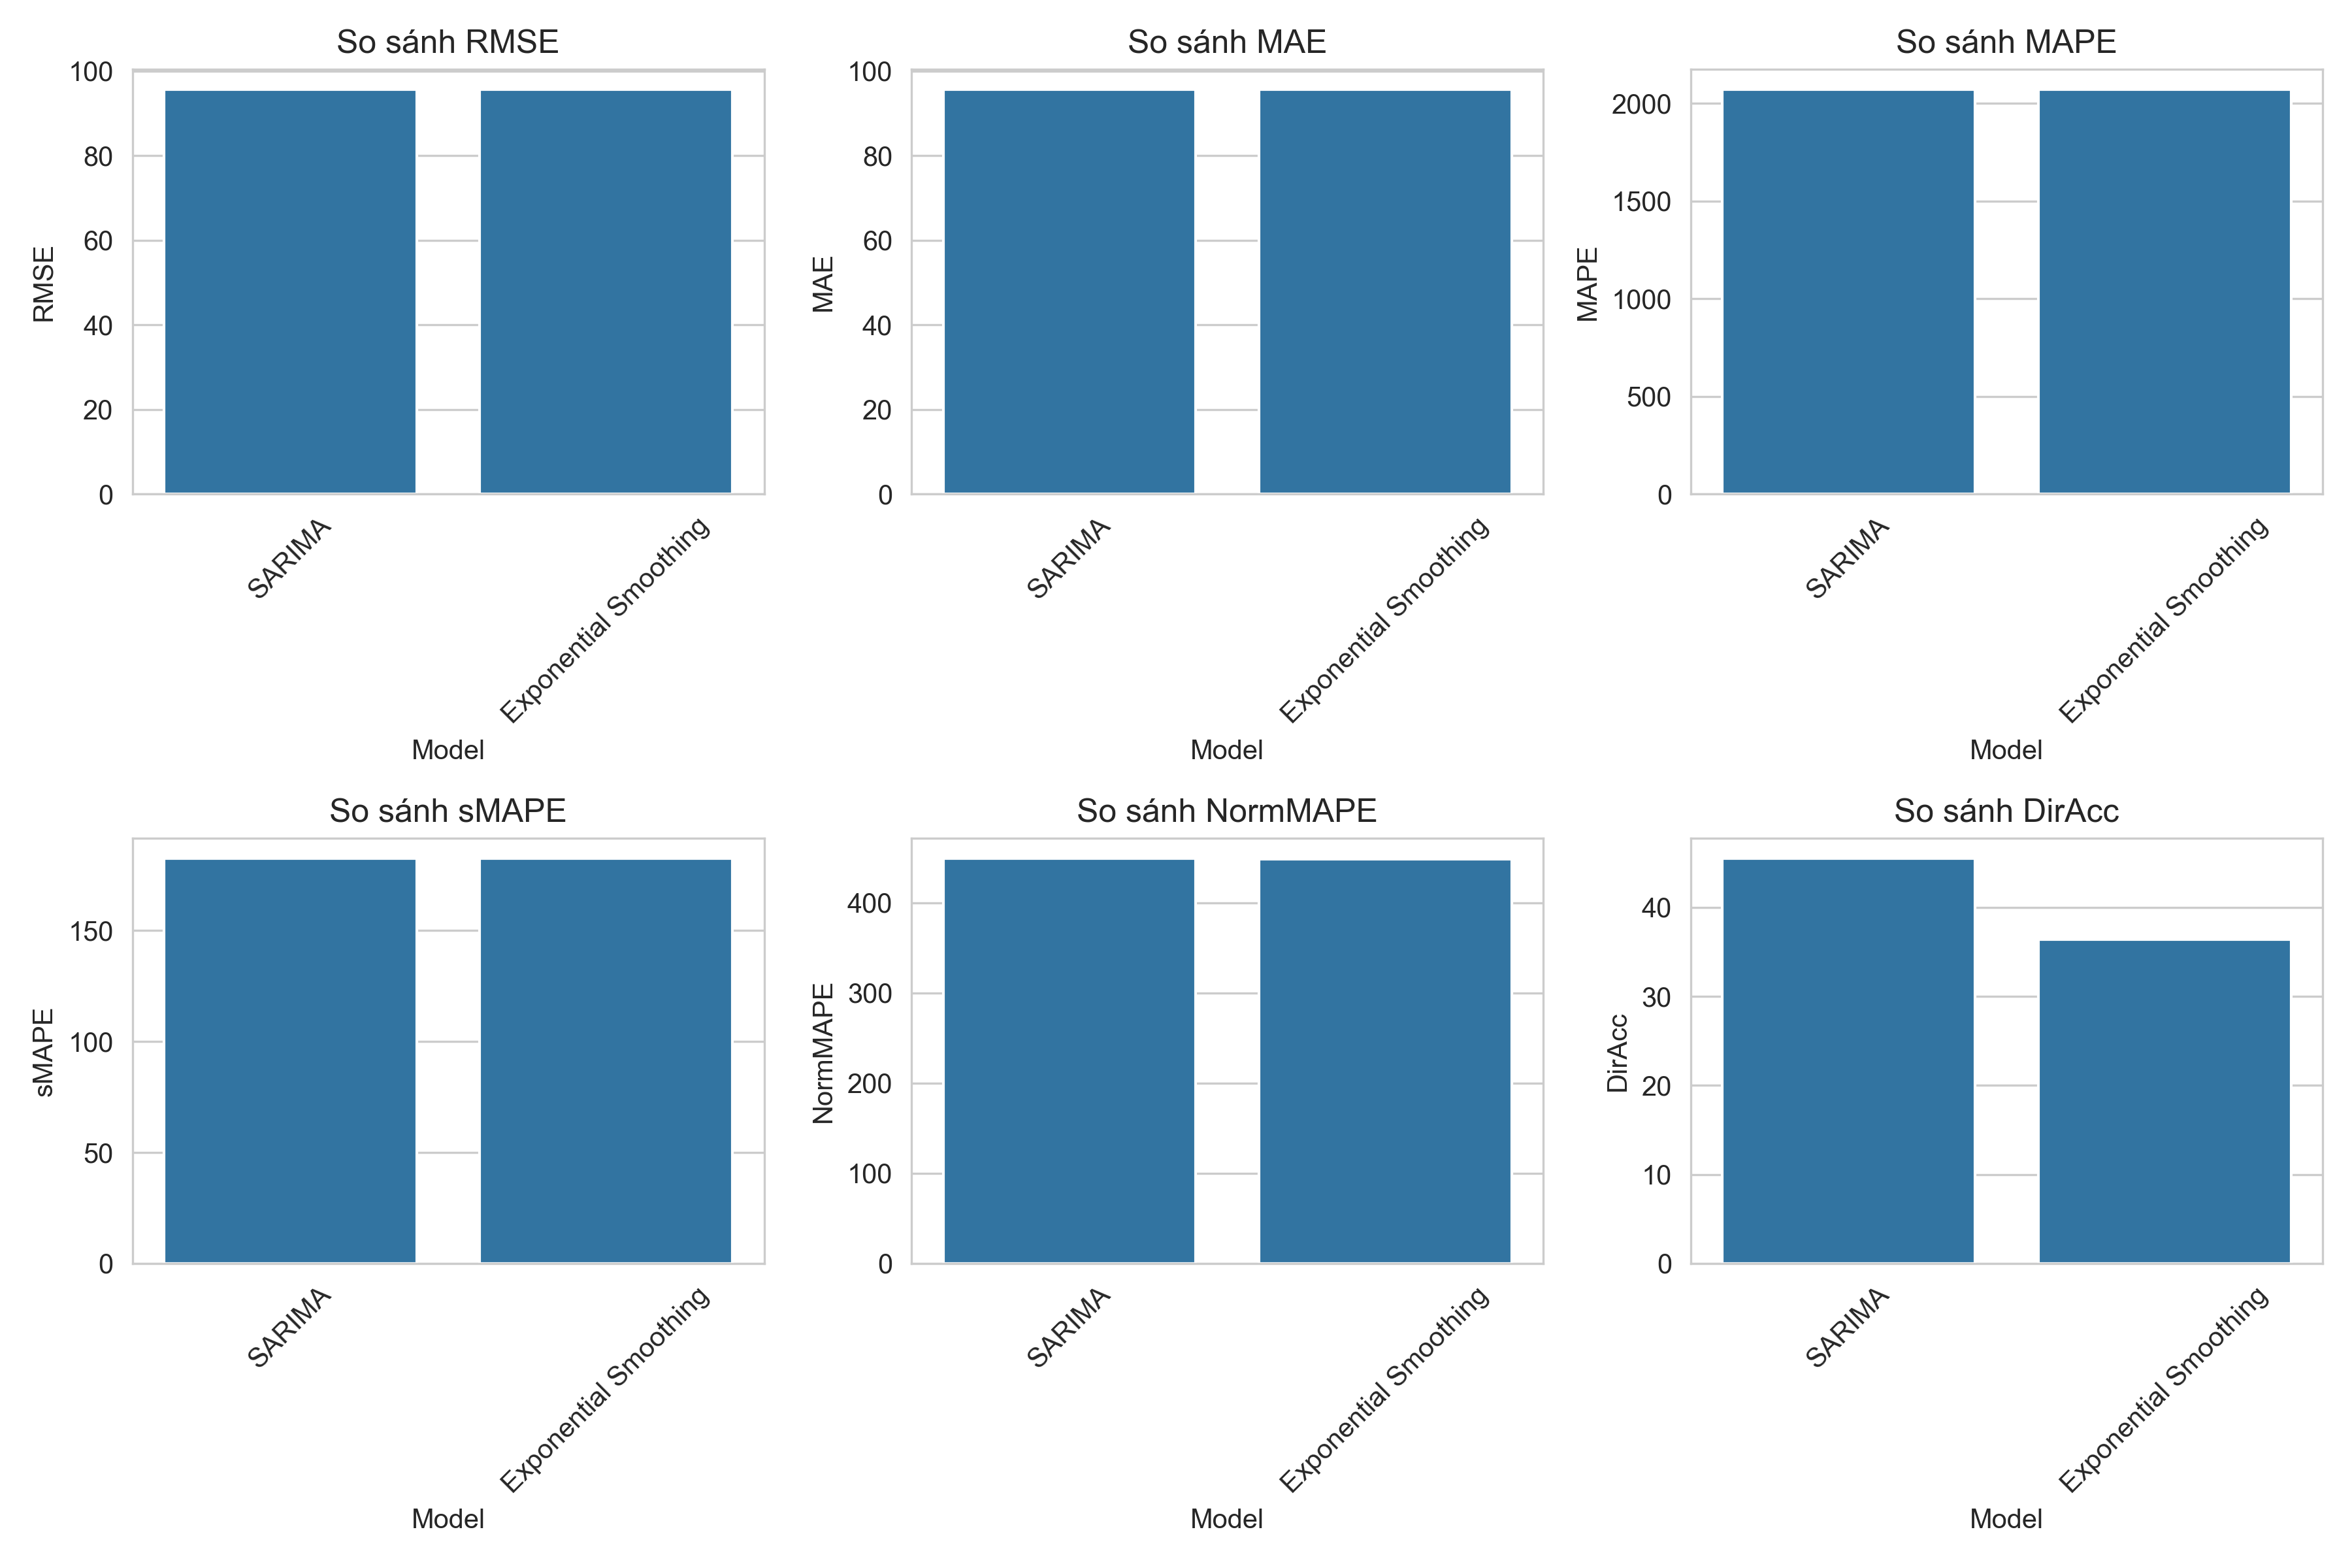 So sánh RMSE
100
80
60
40
20
0
RMSE
SARIMA
Exponential Smoothing
Model
So sánh MAE
100
80
60
40
20
0
MAE
SARIMA
Exponential Smoothing
Model
So sánh MAPE
2000
1500
1000
500
0
MAPE
SARIMA
Exponential Smoothing
Model
So sánh sMAPE
150
100
50
0
sMAPE
SARIMA
Exponential Smoothing
Model
So sánh NormMAPE
400
300
200
100
0
NormMAPE
SARIMA
Exponential Smoothing
Model
So sánh DirAcc
40
30
20
10
0
DirAcc
SARIMA
Exponential Smoothing
Model